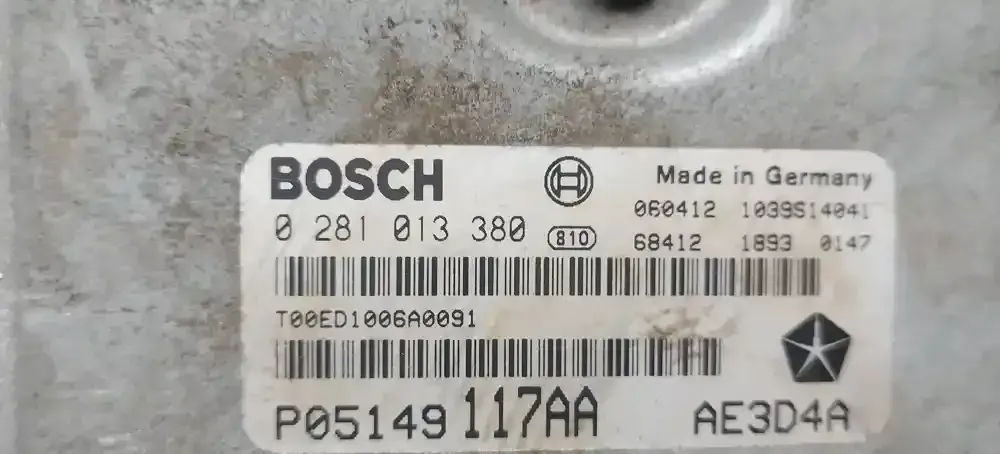 BOSCH
Made in Germany
060412 1039S14041
0 281 013 380
810
68412 1893 0147
T00ED1006A0091
P05149117AA
AE3D4A